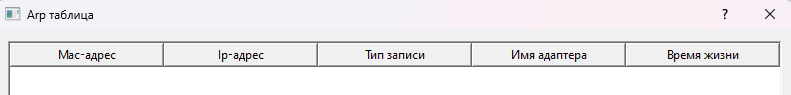 Arp таблица
Mac-адрес Ip-адрес Тип записи Имя адаптера Время жизни